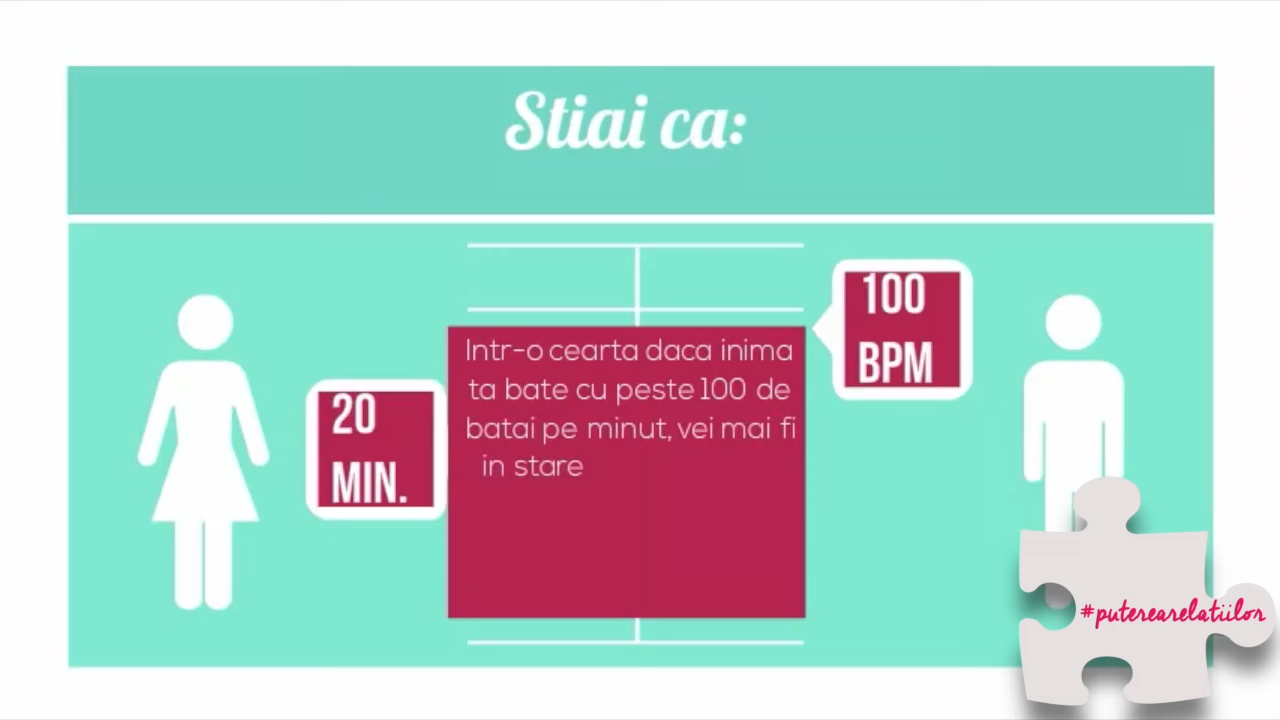 Stiai ca:
20
MIN.
Intr-o cearta daca inima
ta bate cu peste 100 de
batai pe minut, vei mai fi
in stare
100
BPM
#puterearelatiilor